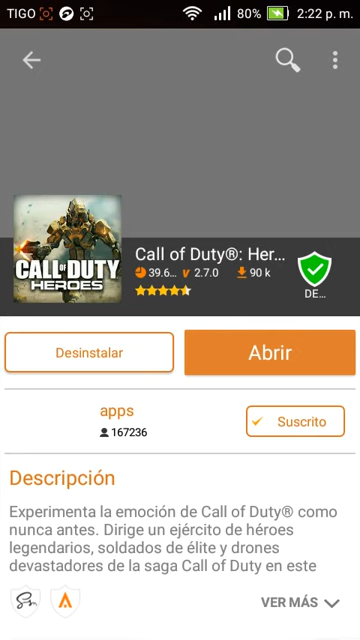 TIGO 80% 2:22 p. m.
CALL OF DUTY
HEROES
Call of Duty®: Her...
39.6... v 2.7.0 90 k
DE...
Desinstalar
Abrir
apps
167236
Suscrito
Descripción
Experimenta la emoción de Call of Duty® como
nunca antes. Dirige un ejército de héroes
legendarios, soldados de élite y drones
devastadores de la saga Call of Duty en este
VER MÁS